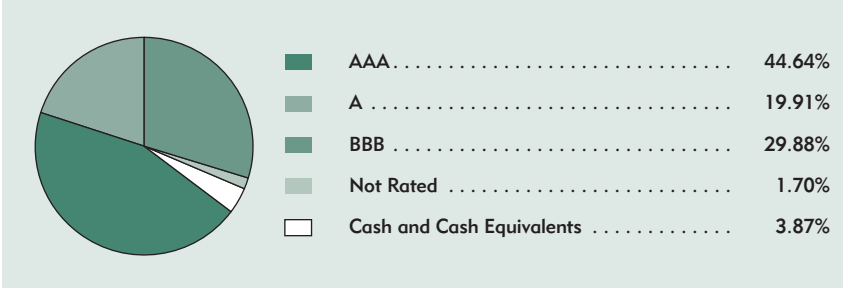 AAA . . . . . . . . . . . . . . . . . . . . . . . . . . . . . . . 44.64%
A . . . . . . . . . . . . . . . . . . . . . . . . . . . . . . . . . 19.91%
BBB . . . . . . . . . . . . . . . . . . . . . . . . . . . . . . . 29.88%
Not Rated . . . . . . . . . . . . . . . . . . . . . . . . . . 1.70%
Cash and Cash Equivalents . . . . . . . . . . . . . 3.87%